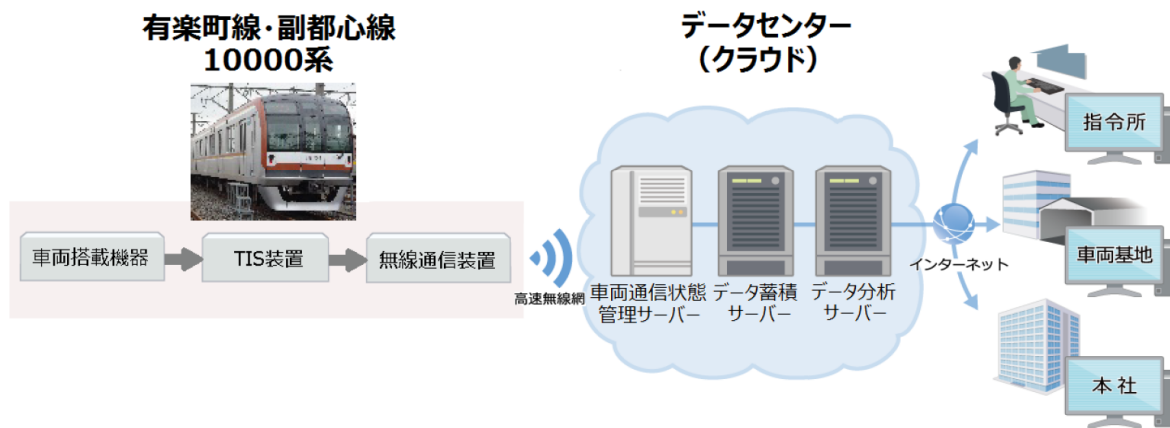 有楽町線・副都心線
10000系
データセンター
（クラウド）
車両搭載機器
TIS装置
無線通信装置
高速無線網
車両通信状態
管理サーバー
データ蓄積
サーバー
データ分析
サーバー
インターネット
指令所
車両基地
本社